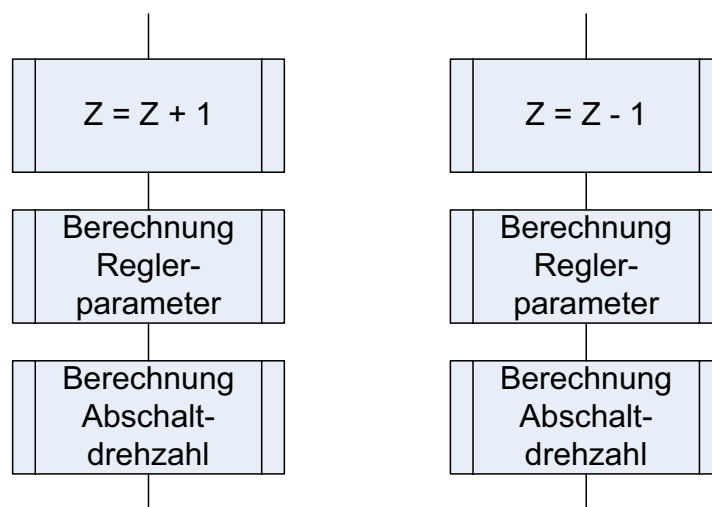 Z = Z + 1
Berechnung
Regler-
parameter
Berechnung
Abschalt-
drehzahl
Z = Z - 1
Berechnung
Regler-
parameter
Berechnung
Abschalt-
drehzahl